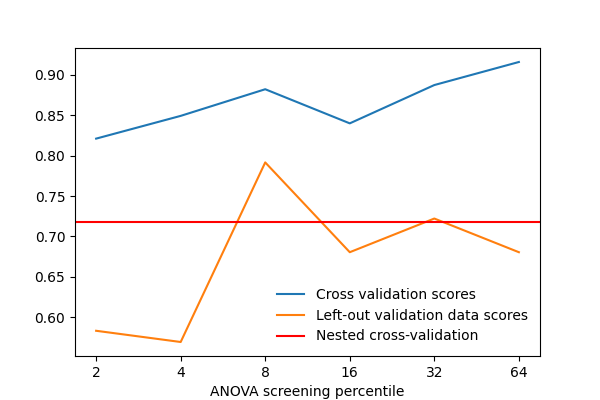 0.90
0.85
0.80
0.75
0.70
0.65
0.60
Cross validation scores
Left-out validation data scores
Nested cross-validation
2 4 8 16 32 64
ANOVA screening percentile